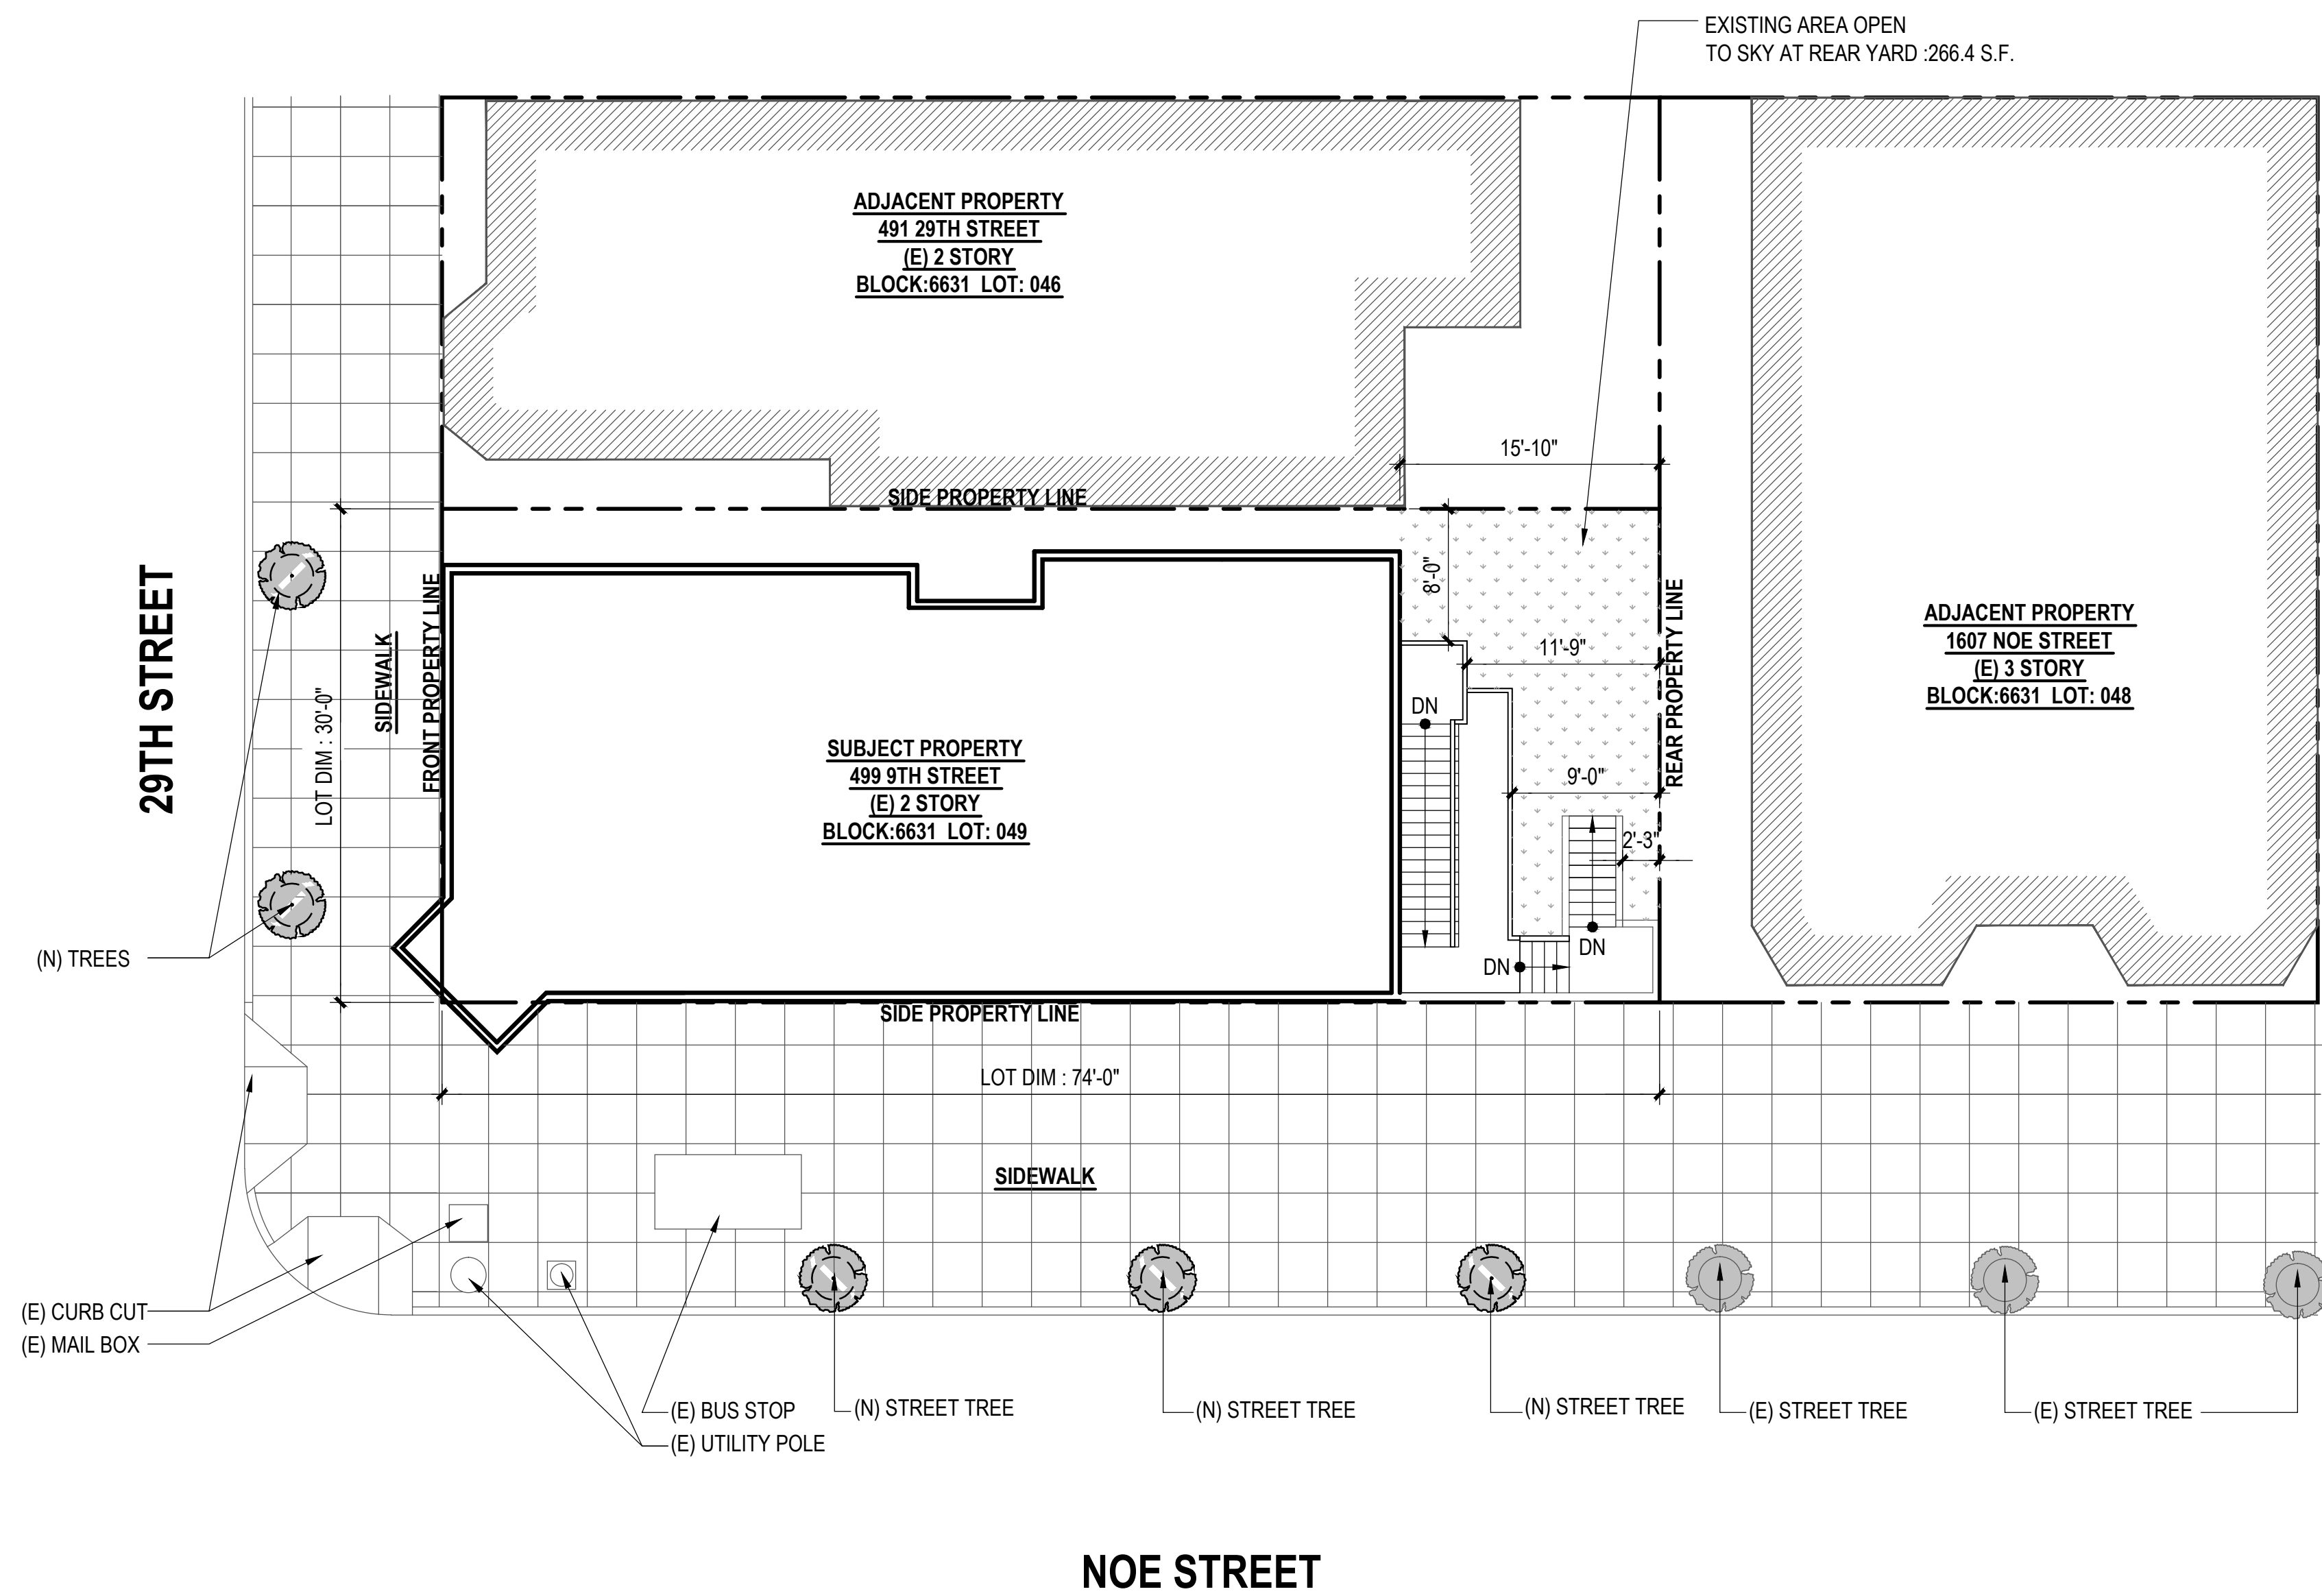 EXISTING AREA OPEN
TO SKY AT REAR YARD :266.4 S.F.
ADJACENT PROPERTY
491 29TH STREET
(E) 2 STORY
BLOCK:6631 LOT: 046
15'-10"
SIDE PROPERTY LINE
8'-0"
11'-9"
REAR PROPERTY LINE
ADJACENT PROPERTY
1607 NOE STREET
(E) 3 STORY
BLOCK:6631 LOT: 048
29TH STREET
SIDEWALK
FRONT PROPERTY LINE
LOT DIM : 30'-0"
SUBJECT PROPERTY
499 9TH STREET
(E) 2 STORY
BLOCK:6631 LOT: 049
DN
9'-0"
2'-3"
DN
DN
(N) TREES
SIDE PROPERTY LINE
LOT DIM : 74'-0"
SIDEWALK
(E) CURB CUT
(E) MAIL BOX
(E) BUS STOP
(E) UTILITY POLE
(N) STREET TREE
(N) STREET TREE
(N) STREET TREE
(E) STREET TREE
(E) STREET TREE
NOE STREET